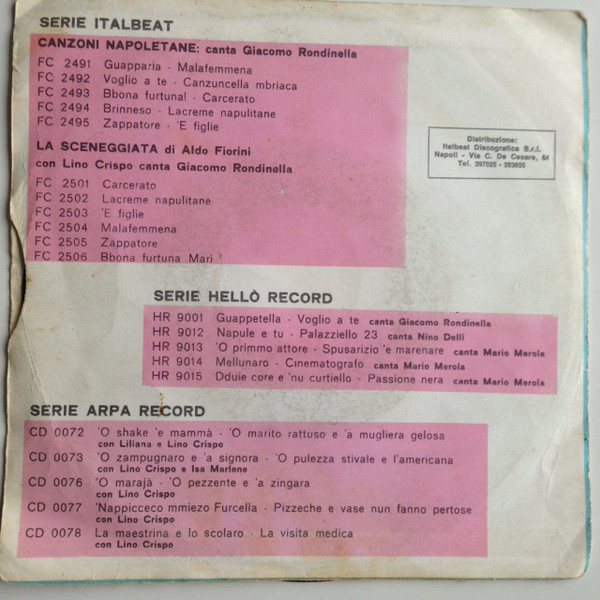 SERIE ITALBEAT
CANZONI NAPOLETANE: canta Giacomo Rondinella
FC 2491 Guapparia - Malafemmena
FC 2492 Voglio a te - Canzuncella mbriaca
FC 2493 Bbona furtuna! - Carcerato
FC 2494 Brinneso - Lacreme napulitane
FC 2495 Zappatore - 'E figlie
LA SCENEGGIATA di Aldo Fiorini
con Lino Crispo canta Giacomo Rondinella
FC 2501 Carcerato
FC 2502 Lacreme napulitane
FC 2503 'E figlie
FC 2504 Malafemmena
FC 2505 Zappatore
FC 2506 Bbona furtuna Marì
Distribuzione:
Italbeat Discografica S.r.l.
Napoli - Via C. De Cesare, 64
Tel. 397025 - 393855
SERIE HELLÒ RECORD
HR 9001 Guappetella - Voglio a te canta Giacomo Rondinella
HR 9012 Napule e tu - Palazziello 23 canta Nino Delli
HR 9013 'O primmo attore - Spusarizio 'e marenare canta Mario Merola
HR 9014 Mellunaro - Cinematografo canta Mario Merola
HR 9015 Dduie core e 'nu curtiello - Passione nera canta Mario Merola
SERIE ARPA RECORD
CD 0072 'O shake 'e mammà - 'O marito rattuso e 'a mugliera gelosa
con Liliana e Lino Crispo
CD 0073 'O zampugnaro e 'a signora - 'O pulezza stivale e l'americana
con Lino Crispo e Isa Marlene
CD 0076 'O marajà - 'O pezzente e 'a zingara
con Lino Crispo
CD 0077 'Nappicceco mmiezo Furcella - Pizzeche e vase nun fanno pertose
con Lino Crispo
CD 0078 La maestrina e lo scolaro - La visita medica
con Lino Crispo